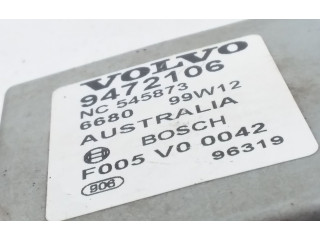 VOLVO
9472106
NC 545873
6680 99W12
AUSTRALIA
BOSCH
F005 V0 0042
906 96319